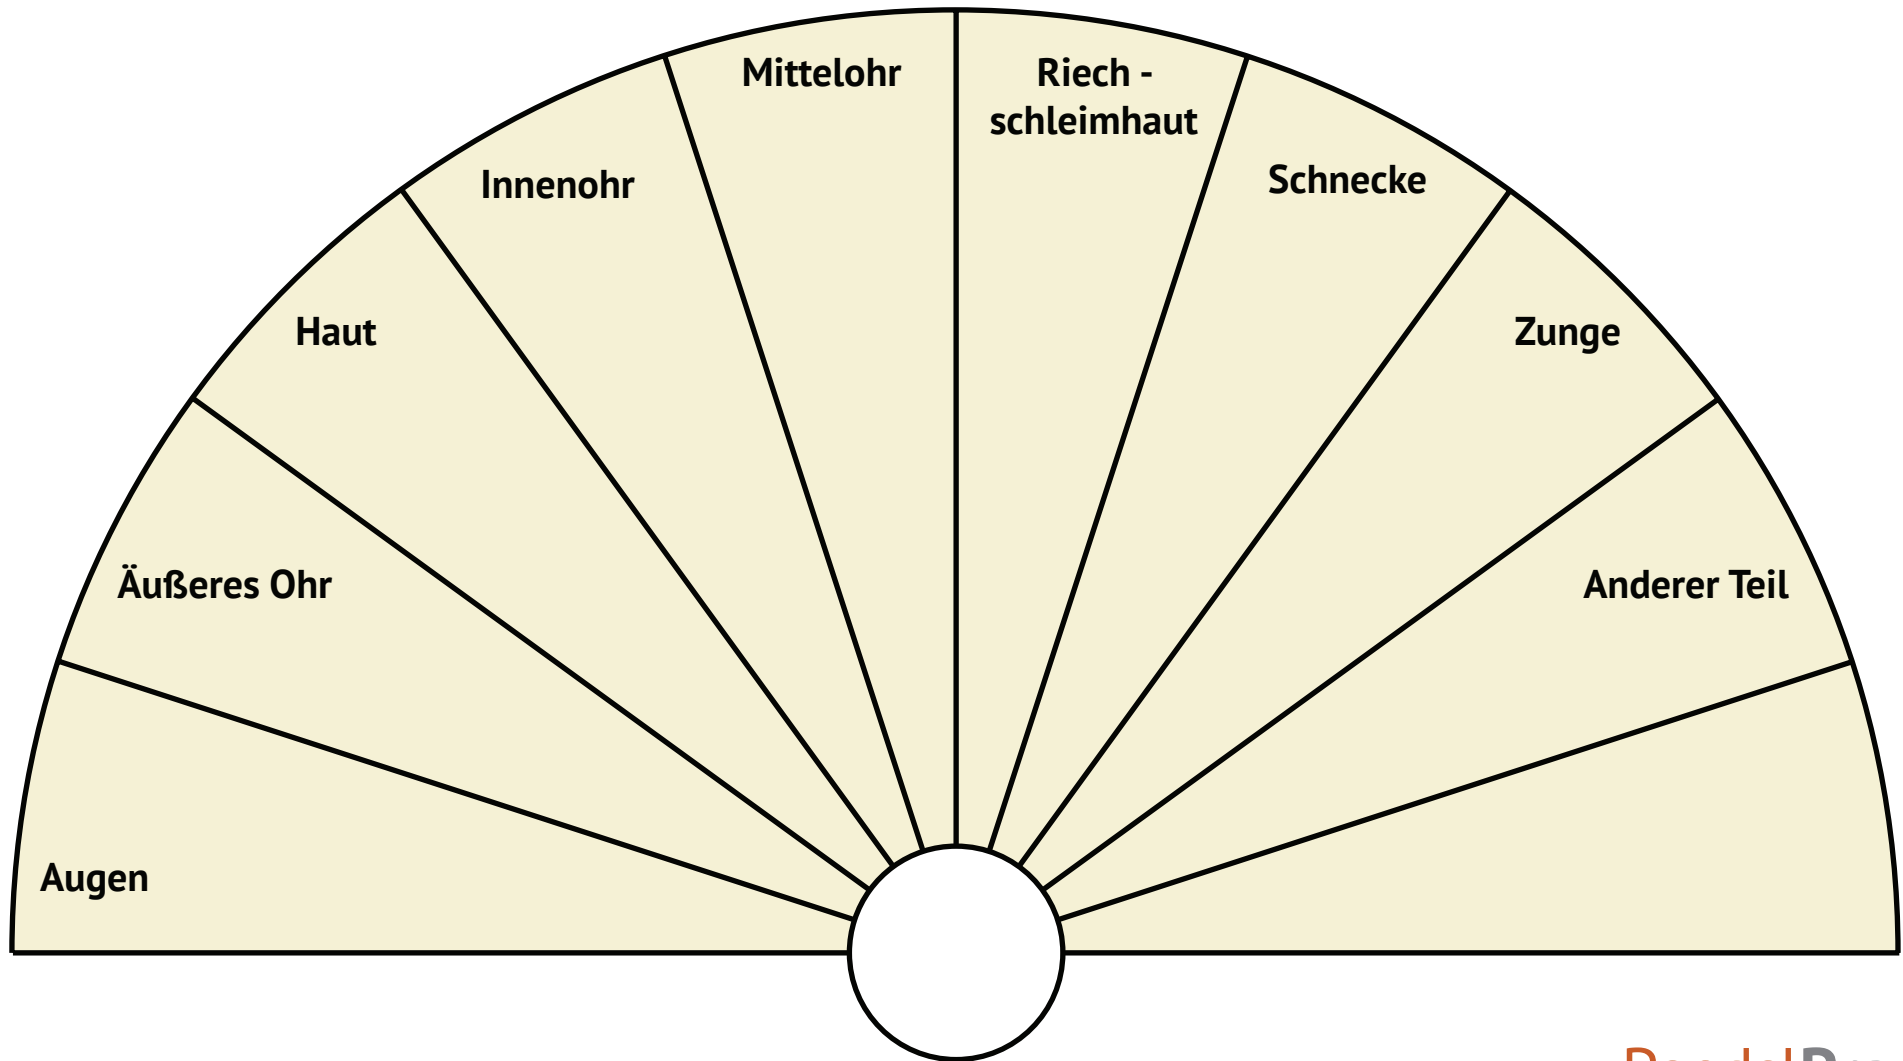 Mittelohr
Riech -
schleimhaut
Innenohr
Schnecke
Haut
Zunge
Äußeres Ohr
Anderer Teil
Augen